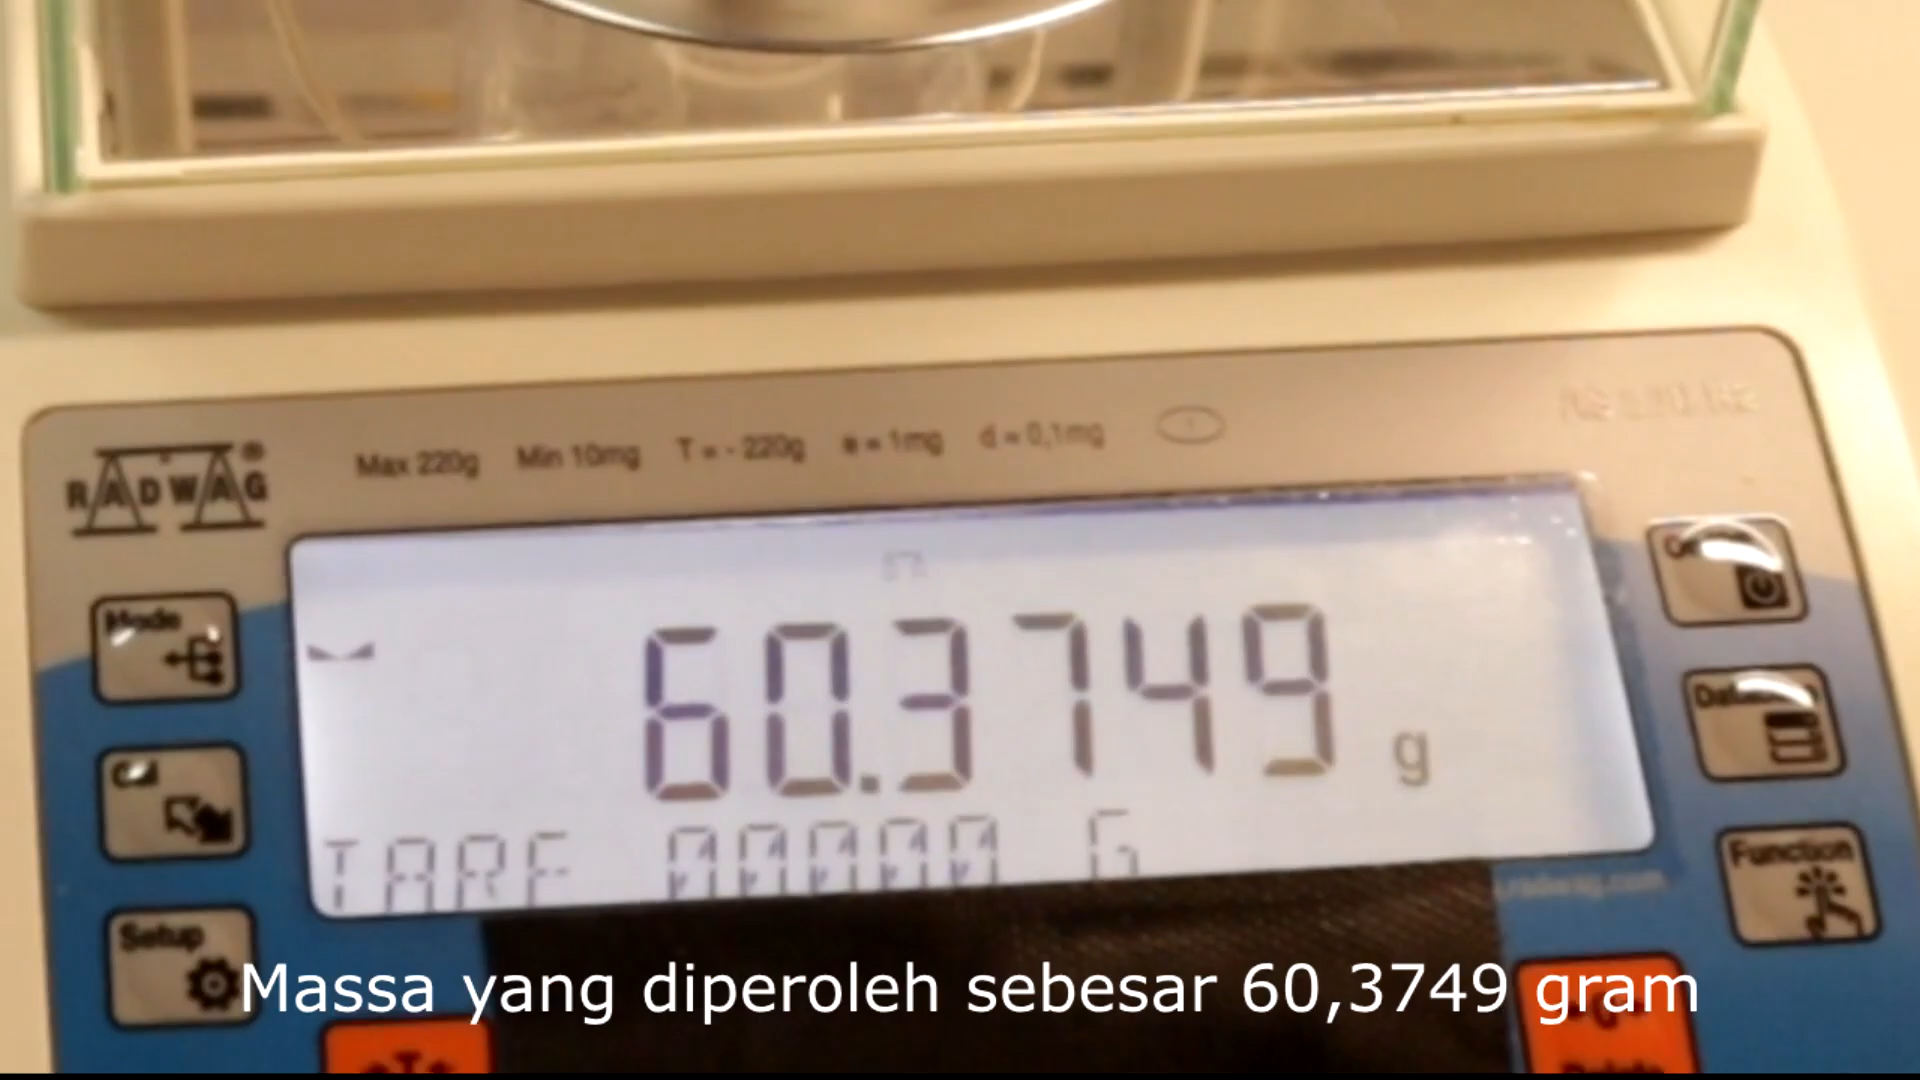 RADWAG®
Max 220g Min 10mg T = - 220g e = 1mg d = 0,1mg
Mode
60.3749 g
Cal
TARE 0.0000 G
Function
Setup
Massa yang diperoleh sebesar 60,3749 gram